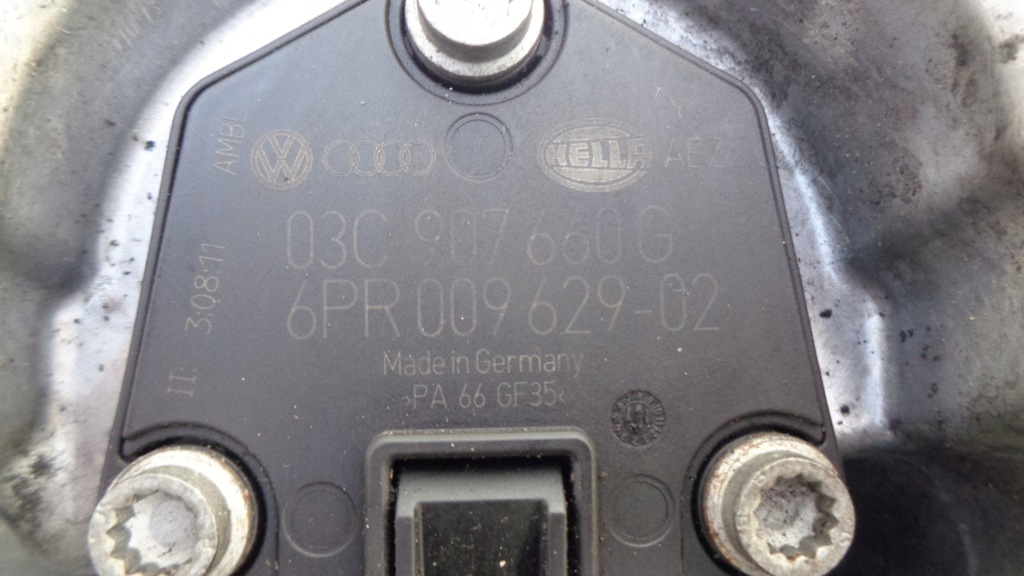 HELLA AEZ
03C 907 660 G
6PR 009 629-02
Made in Germany
>PA 66 GF35<
AMBI
3:08:11
II